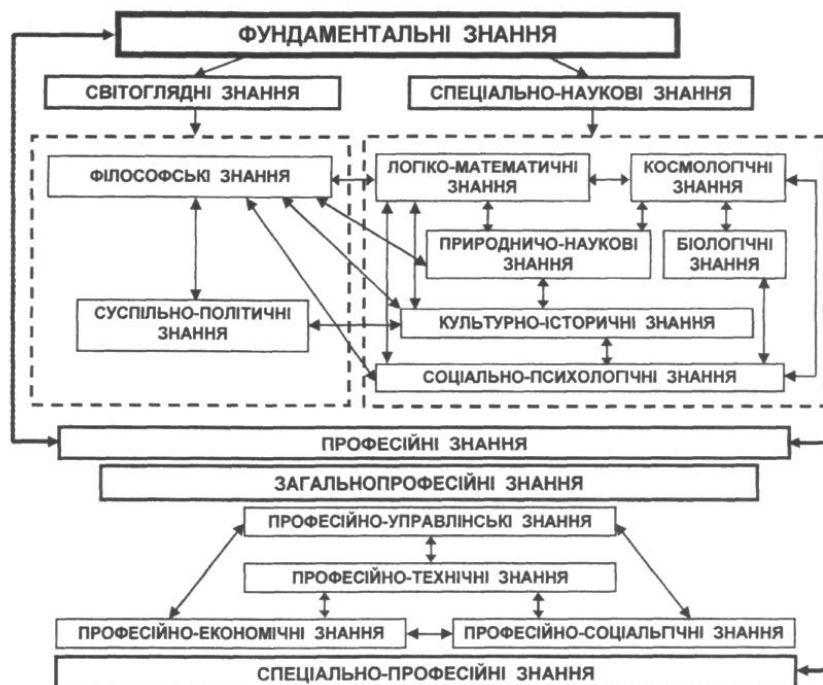 ФУНДАМЕНТАЛЬНІ ЗНАННЯ
СВІТОГЛЯДНІ ЗНАННЯ
СПЕЦІАЛЬНО-НАУКОВІ ЗНАННЯ
ФІЛОСОФСЬКІ ЗНАННЯ
ЛОГІКО-МАТЕМАТИЧНІ
ЗНАННЯ
КОСМОЛОГІЧНІ
ЗНАННЯ
ПРИРОДНИЧО-НАУКОВІ
ЗНАННЯ
БІОЛОГІЧНІ
ЗНАННЯ
СУСПІЛЬНО-ПОЛІТИЧНІ
ЗНАННЯ
КУЛЬТУРНО-ІСТОРИЧНІ ЗНАННЯ
СОЦІАЛЬНО-ПСИХОЛОГІЧНІ ЗНАННЯ
ПРОФЕСІЙНІ ЗНАННЯ
ЗАГАЛЬНОПРОФЕСІЙНІ ЗНАННЯ
ПРОФЕСІЙНО-УПРАВЛІНСЬКІ ЗНАННЯ
ПРОФЕСІЙНО-ТЕХНІЧНІ ЗНАННЯ
ПРОФЕСІЙНО-ЕКОНОМІЧНІ ЗНАННЯ
ПРОФЕСІЙНО-СОЦІАЛЬГІЧНІ ЗНАННЯ
СПЕЦІАЛЬНО-ПРОФЕСІЙНІ ЗНАННЯ